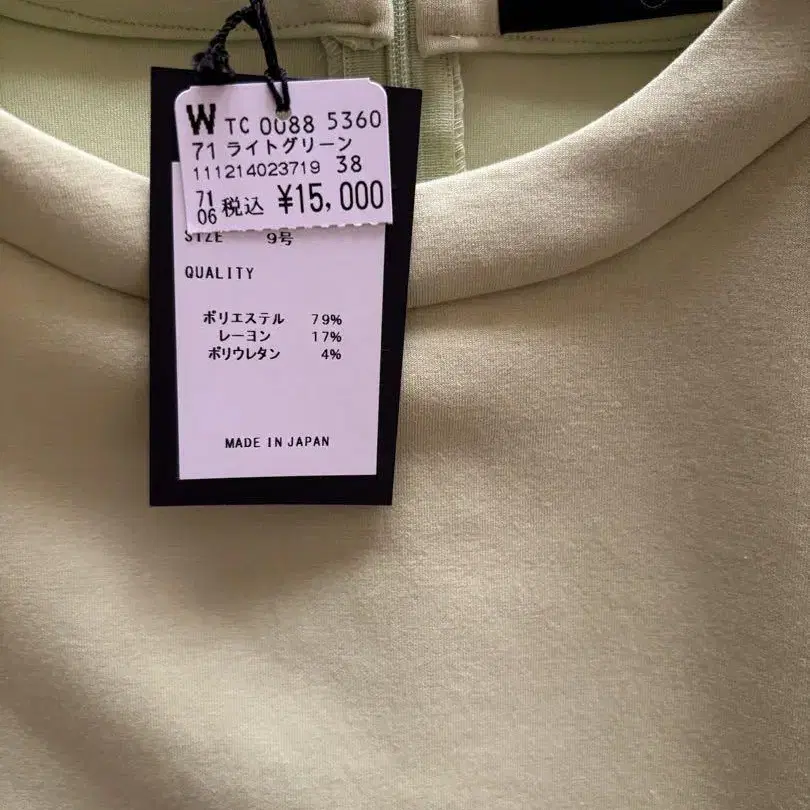 W TC 0088 5360
71 ライトグリーン
111214023719 38
71
06 税込 ¥15,000
SIZE 9号
QUALITY
ポリエステル 79%
レーヨン 17%
ポリウレタン 4%
MADE IN JAPAN